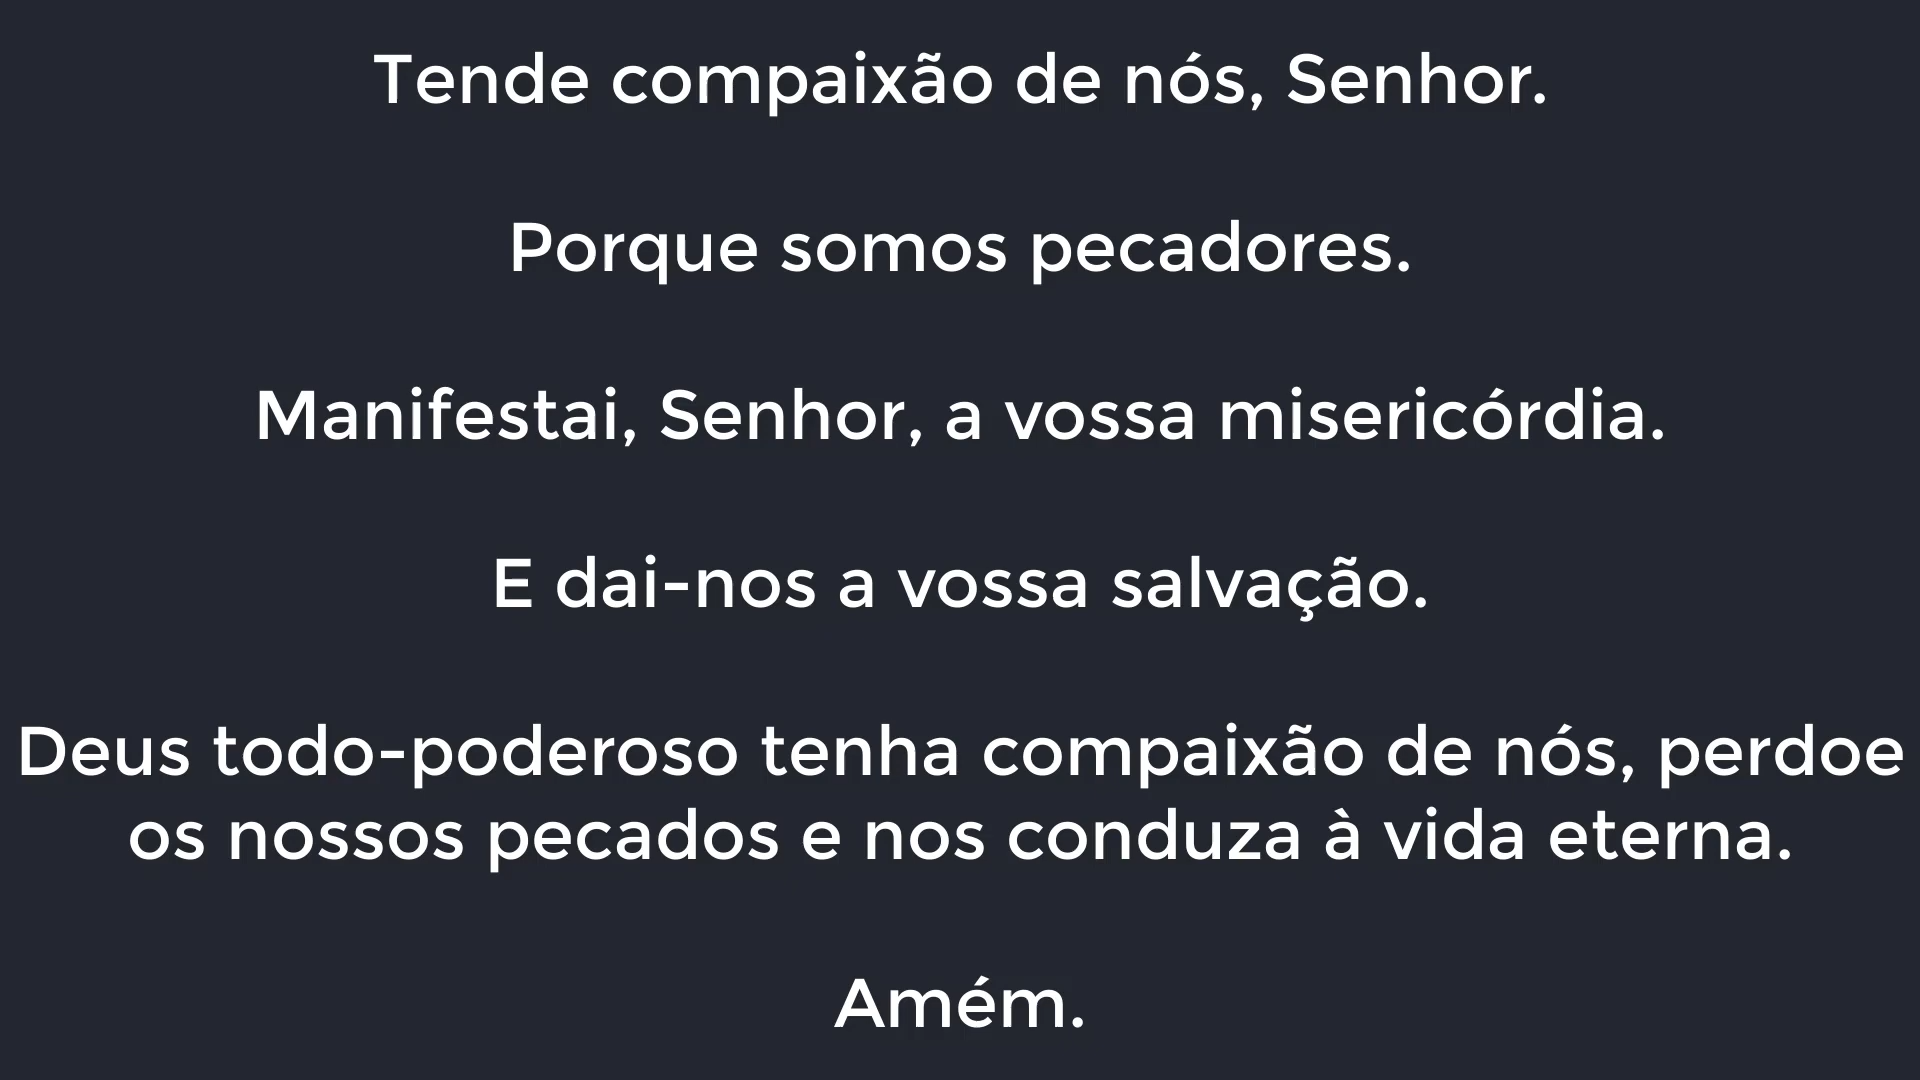 Tende compaixão de nós, Senhor.
Porque somos pecadores.
Manifestai, Senhor, a vossa misericórdia.
E dai-nos a vossa salvação.
Deus todo-poderoso tenha compaixão de nós, perdoe
os nossos pecados e nos conduza à vida eterna.
Amém.